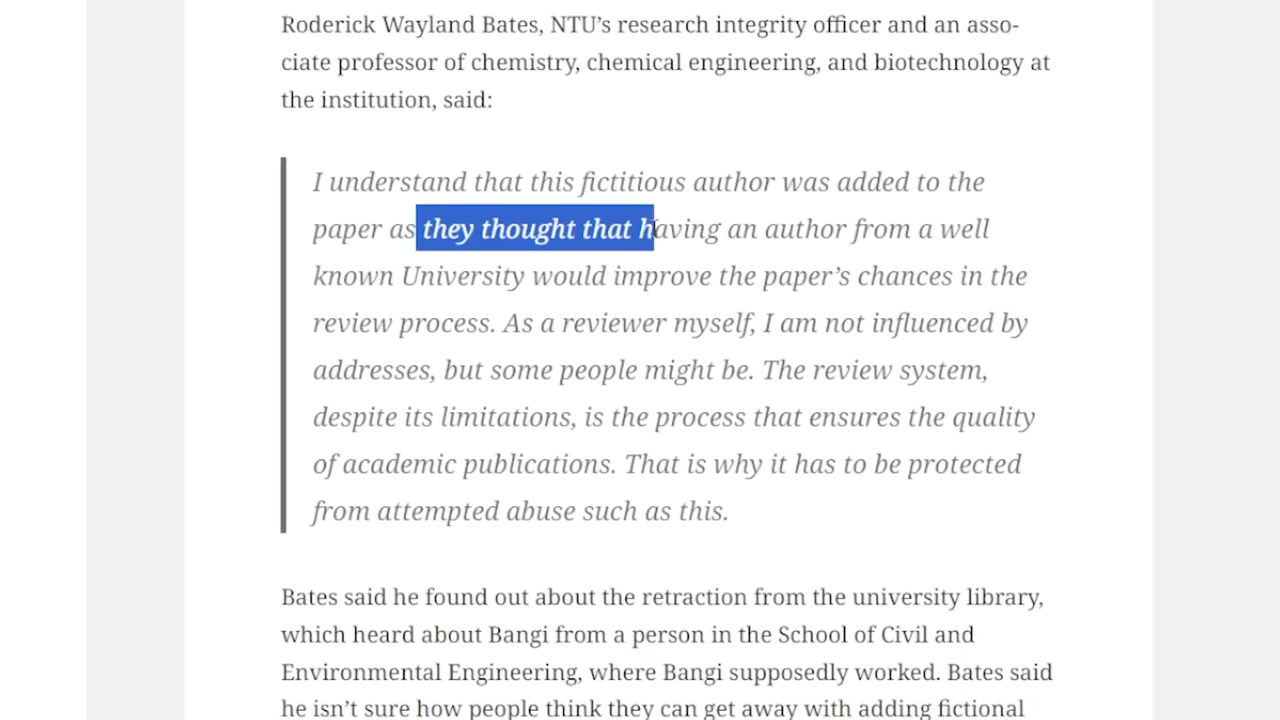 Roderick Wayland Bates, NTU’s research integrity officer and an asso-
ciate professor of chemistry, chemical engineering, and biotechnology at
the institution, said:
I understand that this fictitious author was added to the
paper as they thought that having an author from a well
known University would improve the paper’s chances in the
review process. As a reviewer myself, I am not influenced by
addresses, but some people might be. The review system,
despite its limitations, is the process that ensures the quality
of academic publications. That is why it has to be protected
from attempted abuse such as this.
Bates said he found out about the retraction from the university library,
which heard about Bangi from a person in the School of Civil and
Environmental Engineering, where Bangi supposedly worked. Bates said
he isn’t sure how people think they can get away with adding fictional